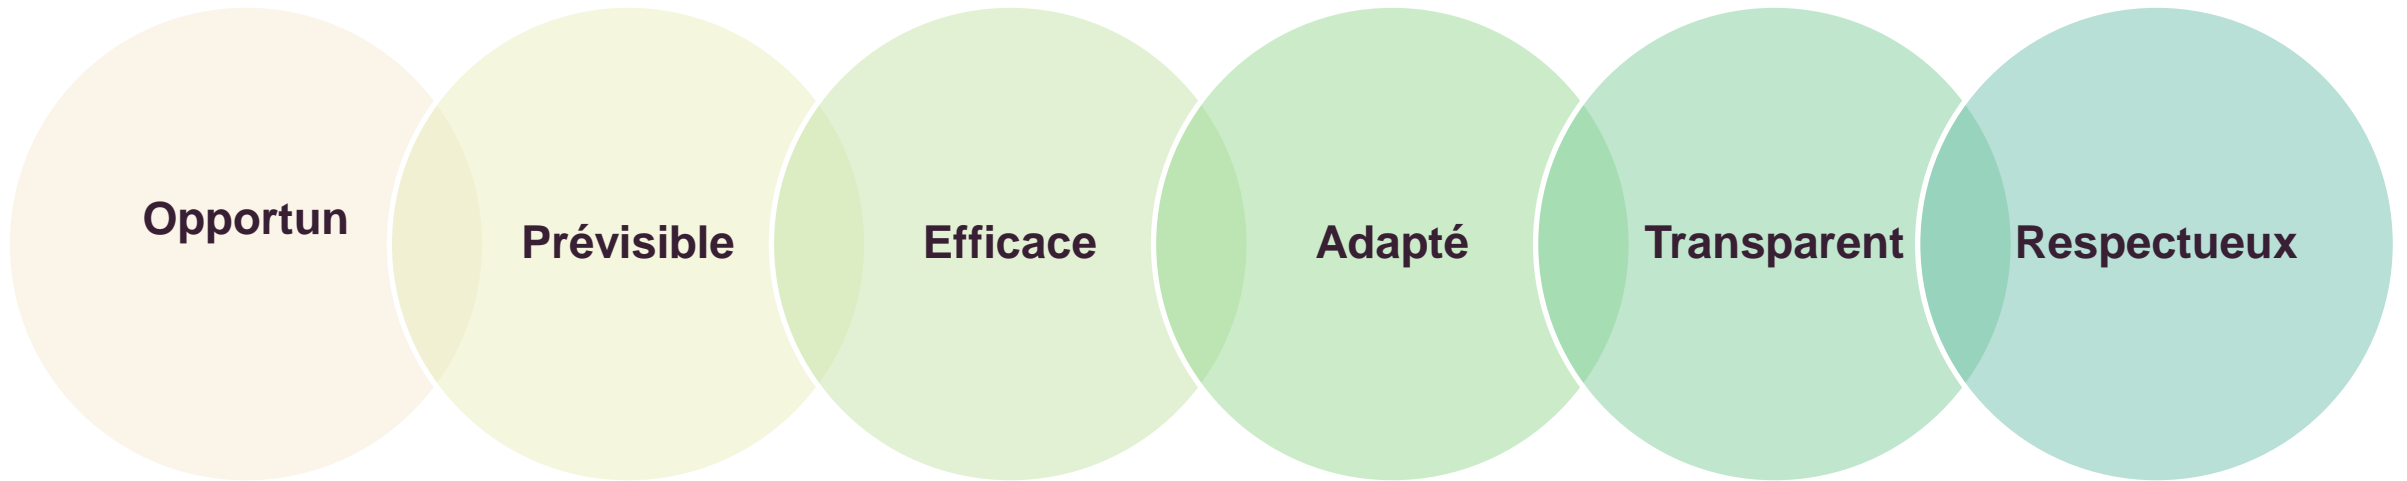 Opportun
Prévisible
Efficace
Adapté
Transparent
Respectueux